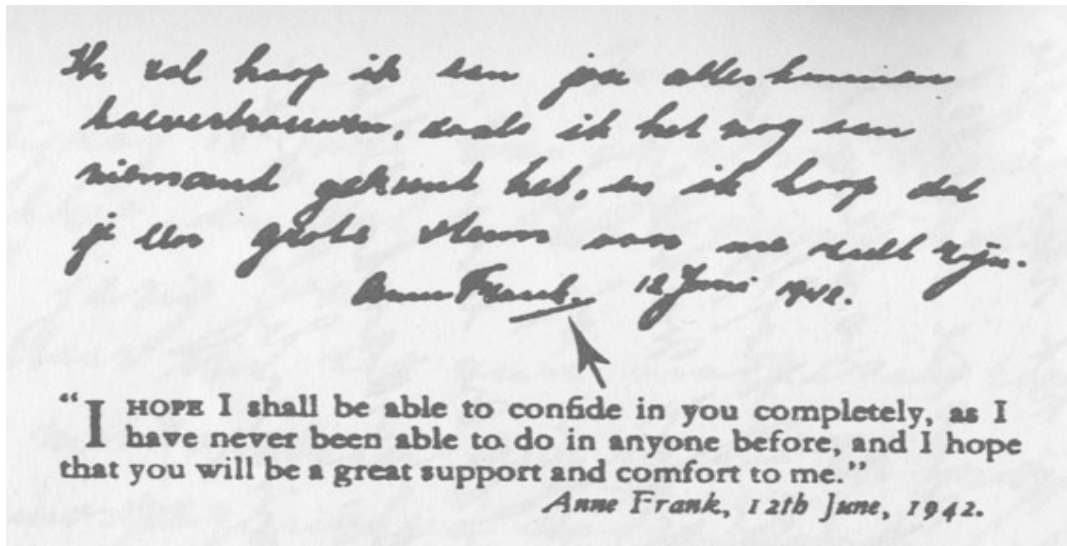 Ik zal hoop ik aan jou alles kunnen
toevertrouwen, zoals ik het nog aan
niemand gekund heb, en ik hoop dat
je een grote steun voor me zult zijn.
Anne Frank. 12 Juni 1942.
"I HOPE I shall be able to confide in you completely, as I
have never been able to do in anyone before, and I hope
that you will be a great support and comfort to me."
Anne Frank, 12th June, 1942.